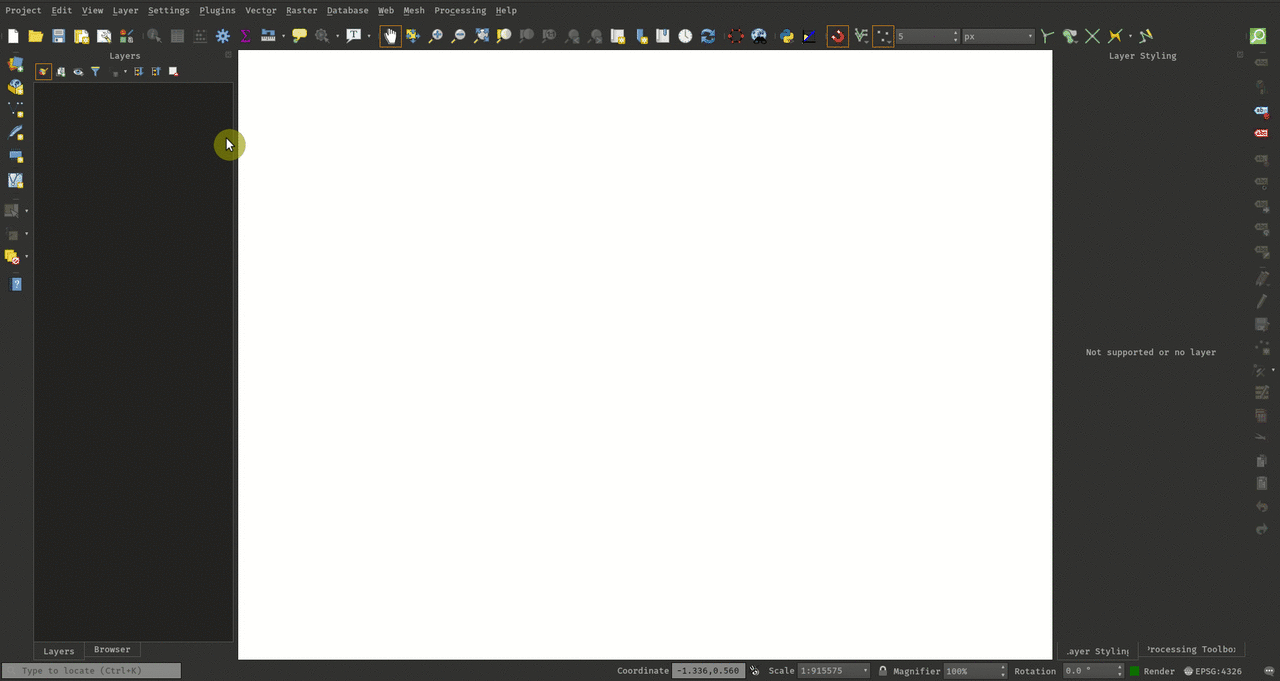 Project Edit View Layer Settings Plugins Vector Raster Database Web Mesh Processing Help
5 px
Layers
Layer Styling
Not supported or no layer
Layers Browser
ayer Styling rocessing Toolbo
Type to locate (Ctrl+K)
Coordinate -1.336,0.560 Scale 1:915575 Magnifier 100% Rotation 0.0 ° Render EPSG:4326